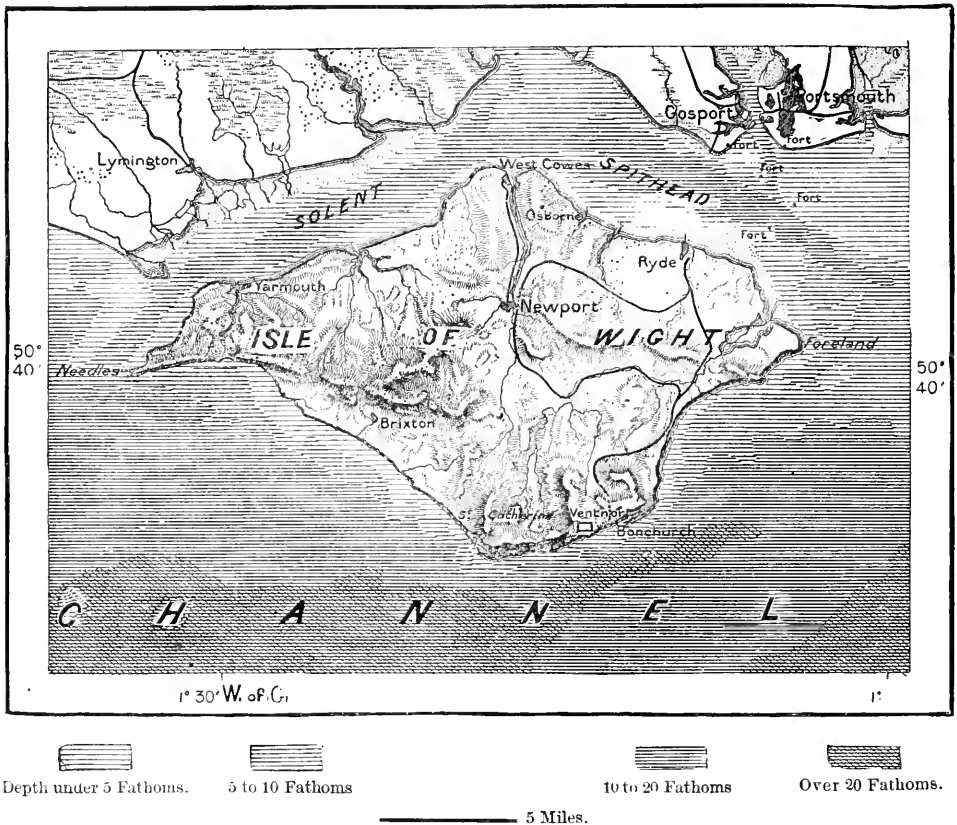 Portsmouth
Gosport
Fort
Fort
Fort
Fort
Fort
Lymington
West Cowes
SPITHEAD
SOLENT
Osborne
Ryde
Yarmouth
Newport
ISLE OF WIGHT
Foreland
50°
40′
Needles
50°
40′
Brixton
St. Catherine
Ventnor
Bonchurch
CHANNEL
1° 30′ W. of G.
1°
Depth under 5 Fathoms.
5 to 10 Fathoms
10 to 20 Fathoms
Over 20 Fathoms.
5 Miles.